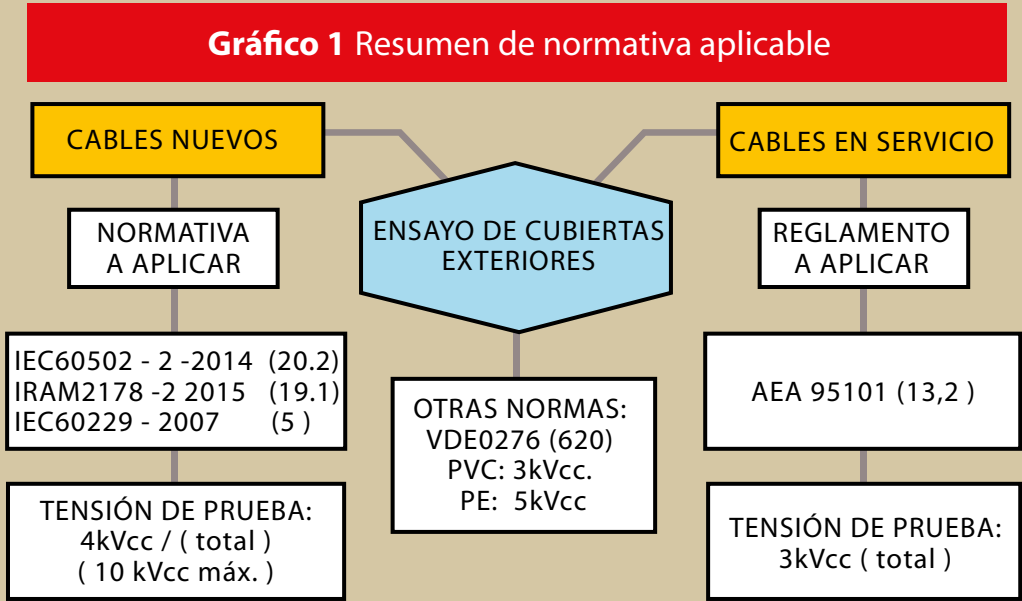 Gráfico 1 Resumen de normativa aplicable
CABLES NUEVOS
NORMATIVA
A APLICAR
IEC60502 - 2 -2014 (20.2)
IRAM2178 -2 2015 (19.1)
IEC60229 - 2007 (5 )
TENSIÓN DE PRUEBA:
4kVcc / ( total )
( 10 kVcc máx. )
ENSAYO DE CUBIERTAS
EXTERIORES
OTRAS NORMAS:
VDE0276 (620)
PVC: 3kVcc.
PE: 5kVcc
CABLES EN SERVICIO
REGLAMENTO
A APLICAR
AEA 95101 (13,2 )
TENSIÓN DE PRUEBA:
3kVcc ( total )